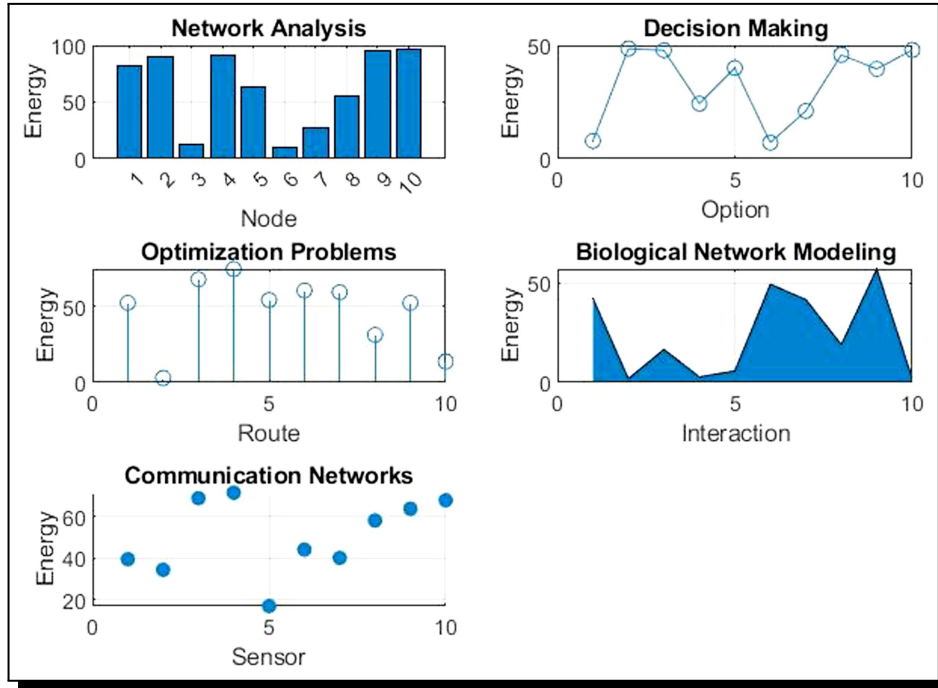 Network Analysis
Energy
100
50
0
1 2 3 4 5 6 7 8 9 10
Node
Decision Making
Energy
50
0
0 5 10
Option
Optimization Problems
Energy
50
0
0 5 10
Route
Biological Network Modeling
Energy
50
0
0 5 10
Interaction
Communication Networks
Energy
60
40
20
0 5 10
Sensor